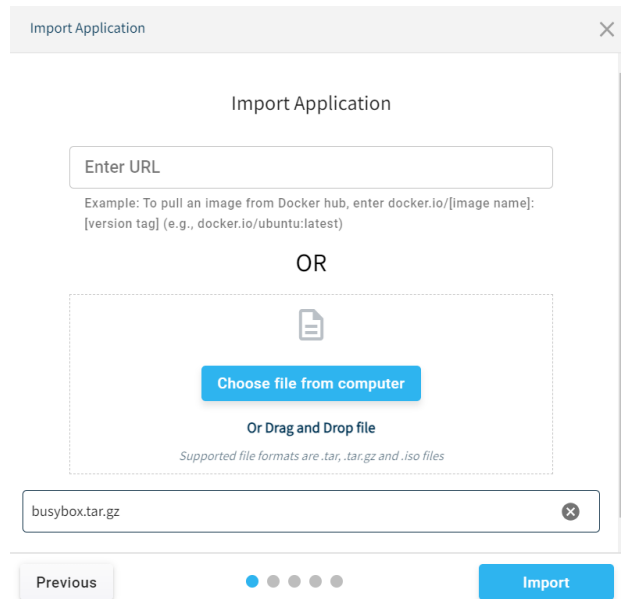 Import Application
Import Application
Enter URL
Example: To pull an image from Docker hub, enter docker.io/[image name]:
[version tag] (e.g., docker.io/ubuntu:latest)
OR
Choose file from computer
Or Drag and Drop file
Supported file formats are .tar, .tar.gz and .iso files
busybox.tar.gz
Previous
Import